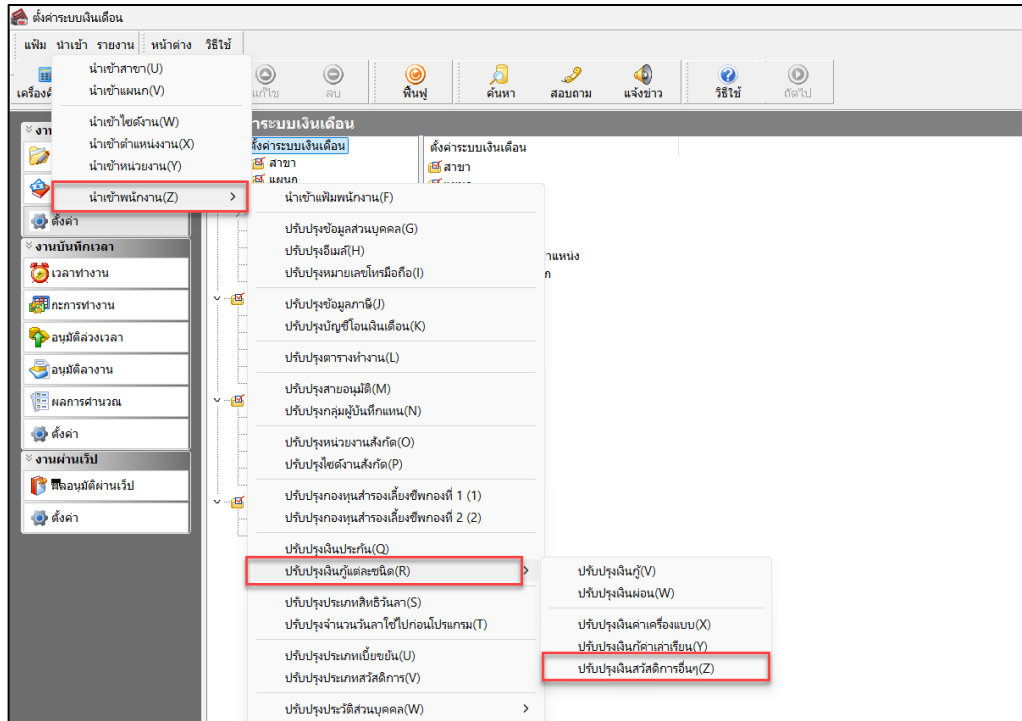 ตั้งค่าระบบเงินเดือน
แฟ้ม นำเข้า รายงาน หน้าต่าง วิธีใช้
นำเข้าสาขา(U)
นำเข้าแผนก(V)
นำเข้าไซด์งาน(W)
นำเข้าตำแหน่งงาน(X)
นำเข้าหน่วยงาน(Y)
นำเข้าพนักงาน(Z)
แก้ไข ลบ ฟื้นฟู ค้นหา สอบถาม แจ้งข่าว วิธีใช้ ถัดไป
ระบบเงินเดือน
ตั้งค่าระบบเงินเดือน
สาขา
แผนก
ตั้งค่าระบบเงินเดือน
สาขา
ตั้งค่า
งานบันทึกเวลา
เวลาทำงาน
กะการทำงาน
อนุมัติล่วงเวลา
อนุมัติลางาน
ผลการคำนวณ
ตั้งค่า
งานผ่านเว็ป
ผลอนุมัติผ่านเว็ป
ตั้งค่า
นำเข้าแฟ้มพนักงาน(F)
ปรับปรุงข้อมูลส่วนบุคคล(G)
ปรับปรุงอีเมล์(H)
ปรับปรุงหมายเลขโทรมือถือ(I)
ปรับปรุงข้อมูลภาษี(J)
ปรับปรุงบัญชีโอนเงินเดือน(K)
ปรับปรุงตารางทำงาน(L)
ปรับปรุงสายอนุมัติ(M)
ปรับปรุงกลุ่มผู้บันทึกแทน(N)
ปรับปรุงหน่วยงานสังกัด(O)
ปรับปรุงไซด์งานสังกัด(P)
ปรับปรุงกองทุนสำรองเลี้ยงชีพกองที่ 1 (1)
ปรับปรุงกองทุนสำรองเลี้ยงชีพกองที่ 2 (2)
ปรับปรุงเงินประกัน(Q)
ปรับปรุงเงินกู้แต่ละชนิด(R)
ปรับปรุงประเภทสิทธิวันลา(S)
ปรับปรุงจำนวนวันลาใช้ไปก่อนโปรแกรม(T)
ปรับปรุงประเภทเบี้ยขยัน(U)
ปรับปรุงประเภทสวัสดิการ(V)
ปรับปรุงประวัติส่วนบุคคล(W)
ปรับปรุงเงินกู้(V)
ปรับปรุงเงินผ่อน(W)
ปรับปรุงเงินค่าเครื่องแบบ(X)
ปรับปรุงเงินกู้ค่าเล่าเรียน(Y)
ปรับปรุงเงินสวัสดิการอื่นๆ(Z)